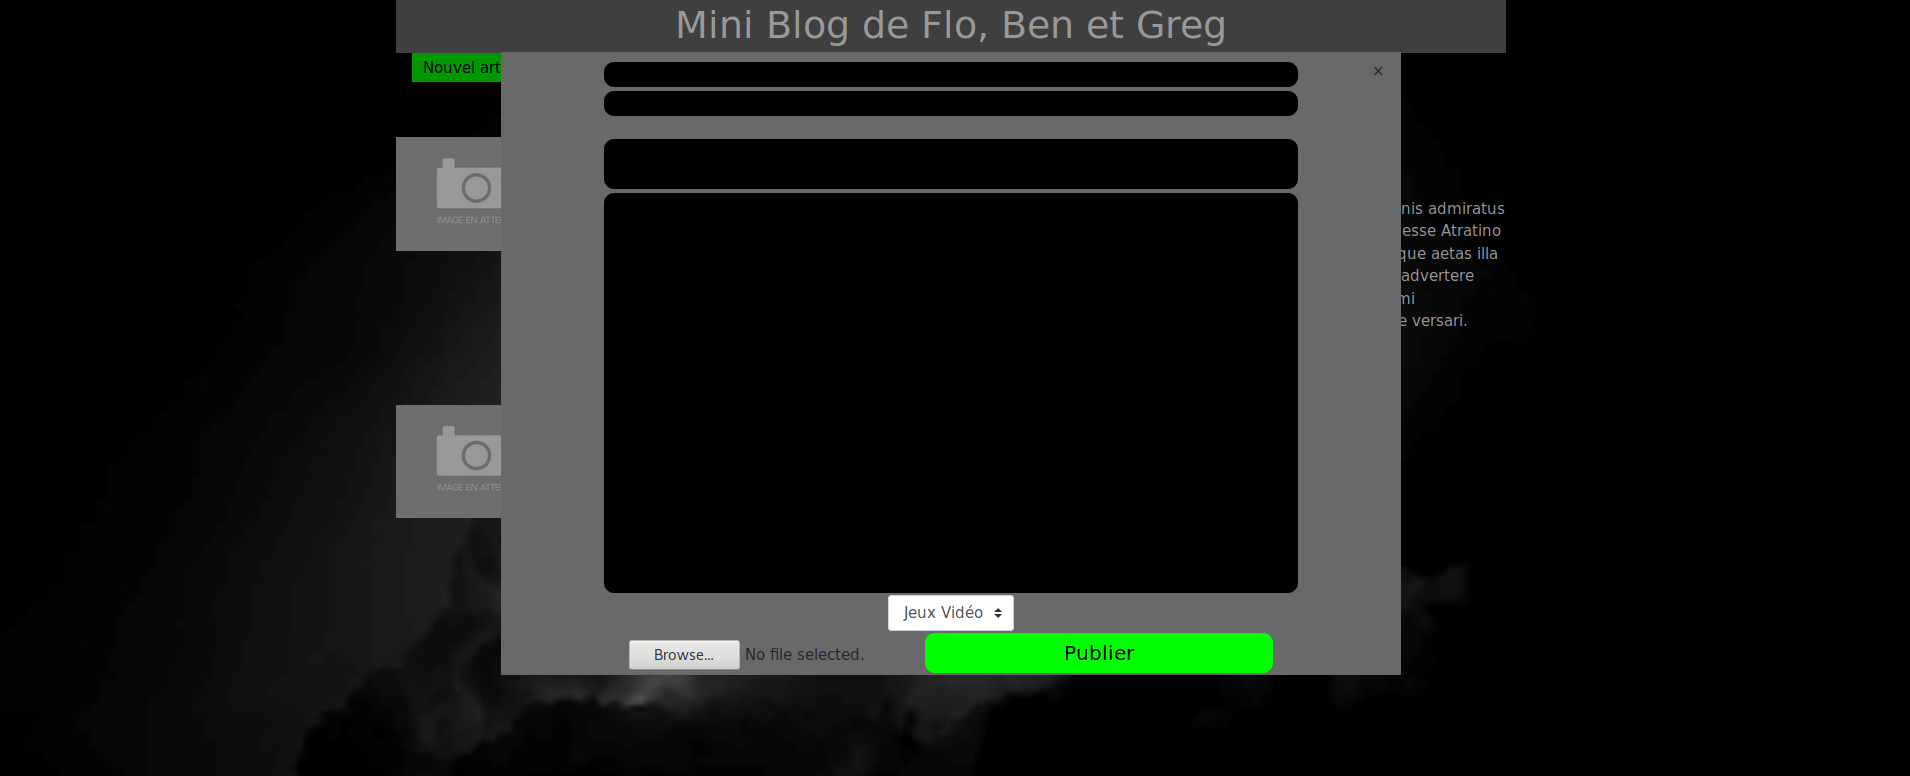 Mini Blog de Flo, Ben et Greg
Nouvel art
×
IMAGE EN ATTE
nis admiratus
esse Atratino
que aetas illa
advertere
mi
e versari.
IMAGE EN ATTE
Jeux Vidéo
Browse... No file selected.
Publier